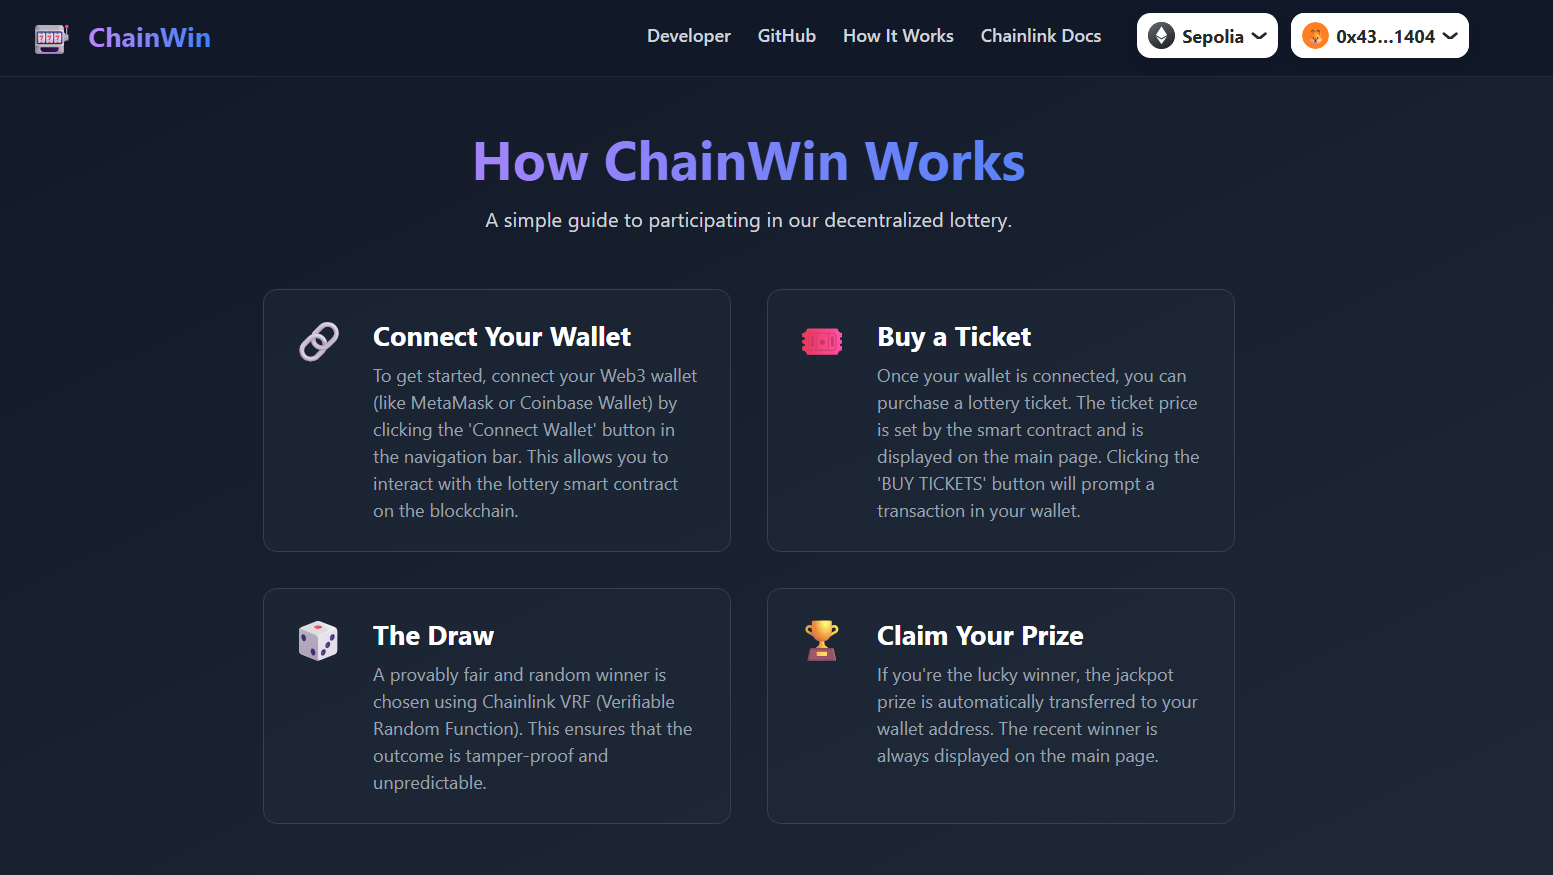 ChainWin
Developer
GitHub
How It Works
Chainlink Docs
Sepolia
0x43...1404
How ChainWin Works
A simple guide to participating in our decentralized lottery.
Connect Your Wallet
To get started, connect your Web3 wallet
(like MetaMask or Coinbase Wallet) by
clicking the 'Connect Wallet' button in
the navigation bar. This allows you to
interact with the lottery smart contract
on the blockchain.
Buy a Ticket
Once your wallet is connected, you can
purchase a lottery ticket. The ticket price
is set by the smart contract and is
displayed on the main page. Clicking the
'BUY TICKETS' button will prompt a
transaction in your wallet.
The Draw
A provably fair and random winner is
chosen using Chainlink VRF (Verifiable
Random Function). This ensures that the
outcome is tamper-proof and
unpredictable.
Claim Your Prize
If you're the lucky winner, the jackpot
prize is automatically transferred to your
wallet address. The recent winner is
always displayed on the main page.